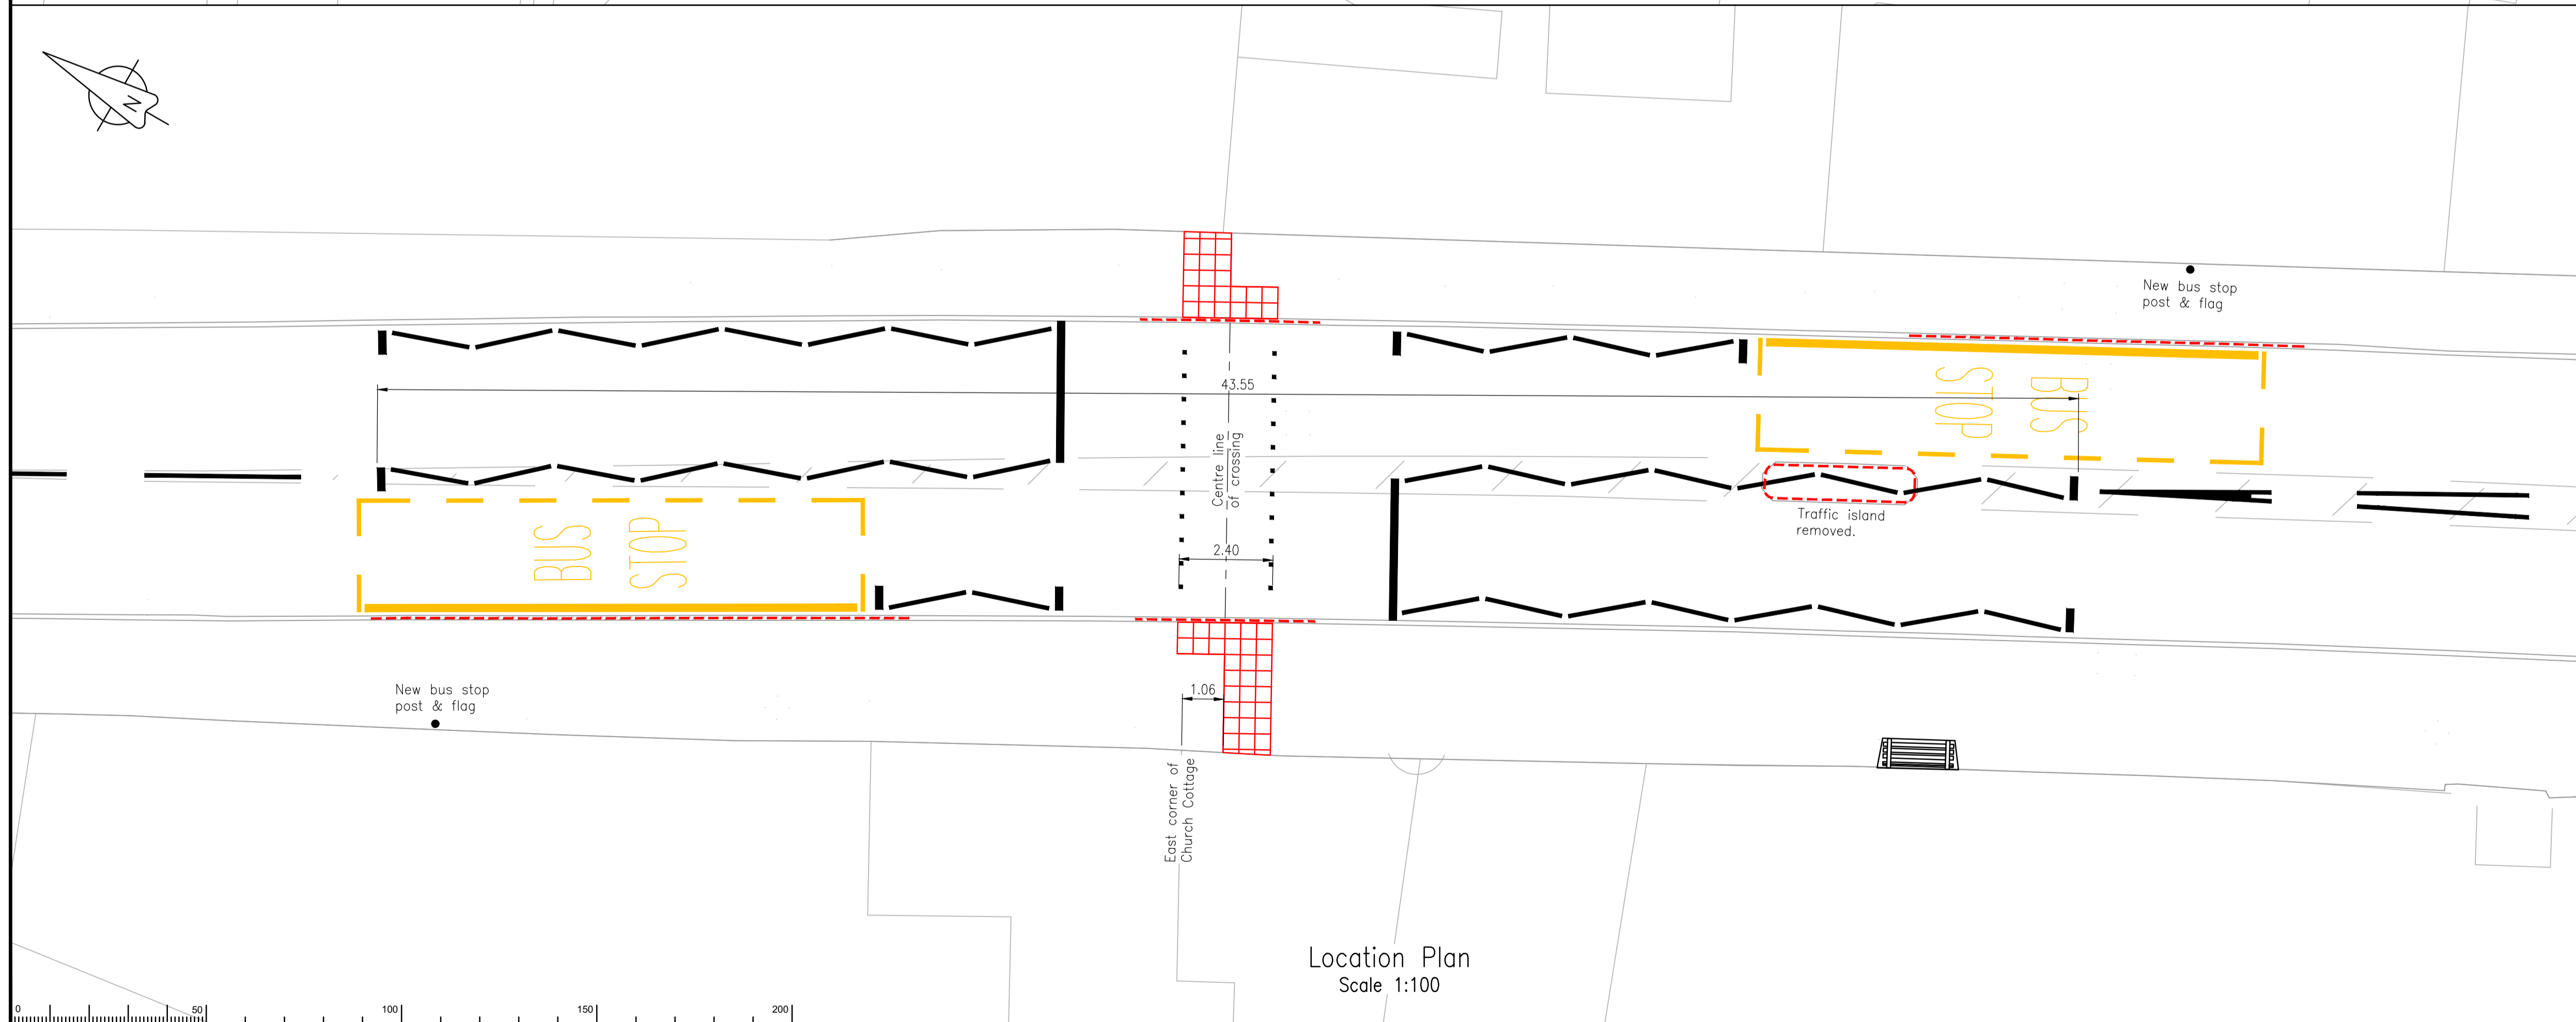 N
New bus stop
post & flag
43.55
STOP
BUS
Centre line
of crossing
Traffic island
removed.
BUS
STOP
2.40
New bus stop
post & flag
1.06
East corner of
Church Cottage
Location Plan
Scale 1:100
0
50
100
150
200